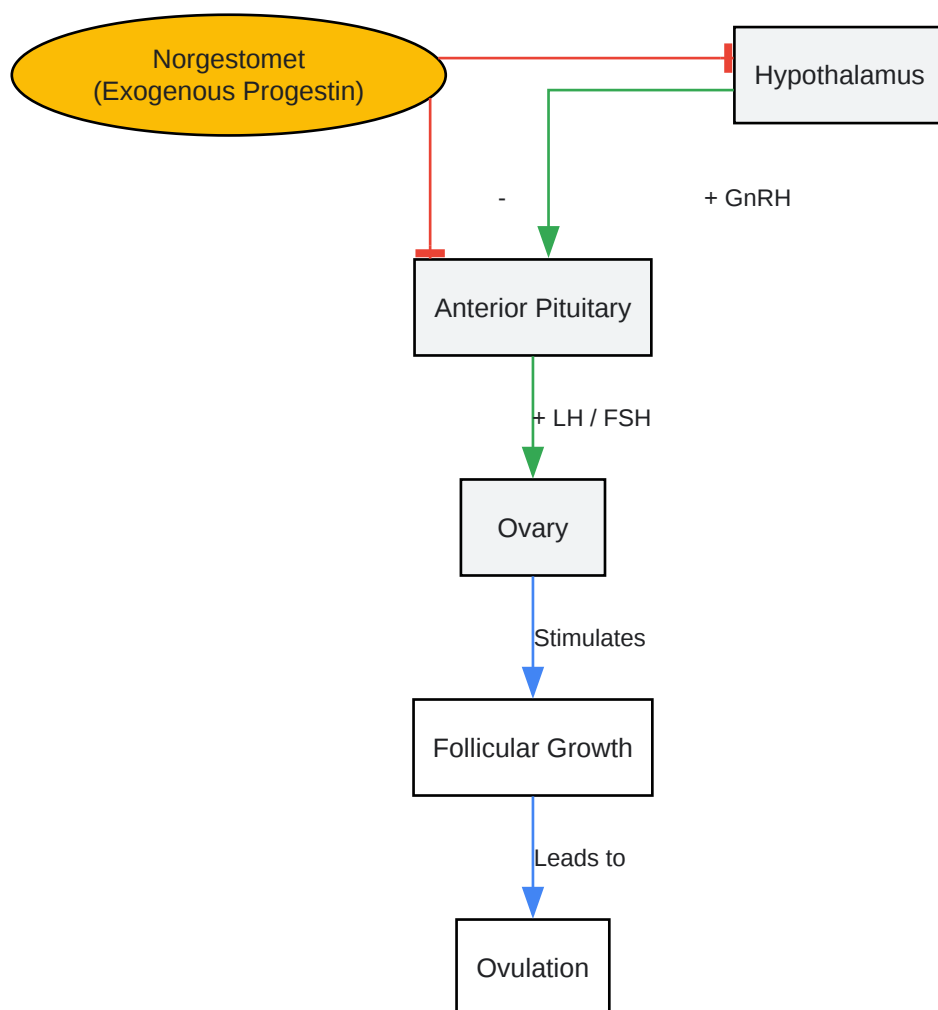 Norgestomet
(Exogenous Progestin)
Hypothalamus
-
+ GnRH
Anterior Pituitary
+ LH / FSH
Ovary
Stimulates
Follicular Growth
Leads to
Ovulation